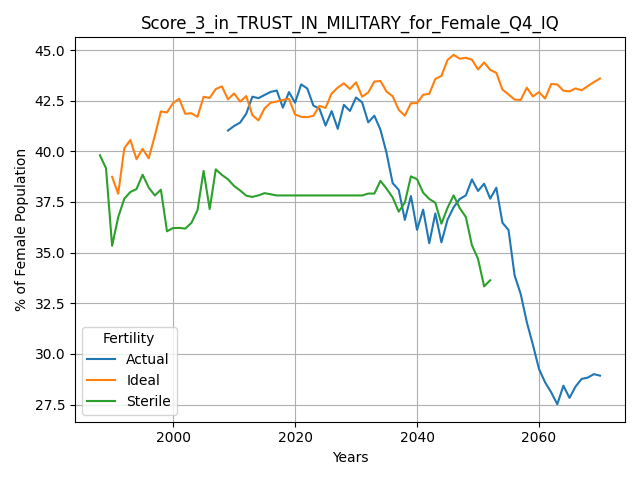 Score_3_in_TRUST_IN_MILITARY_for_Female_Q4_IQ
45.0
42.5
40.0
37.5
35.0
32.5
30.0
27.5
% of Female Population
Fertility
Actual
Ideal
Sterile
2000
2020
2040
2060
Years